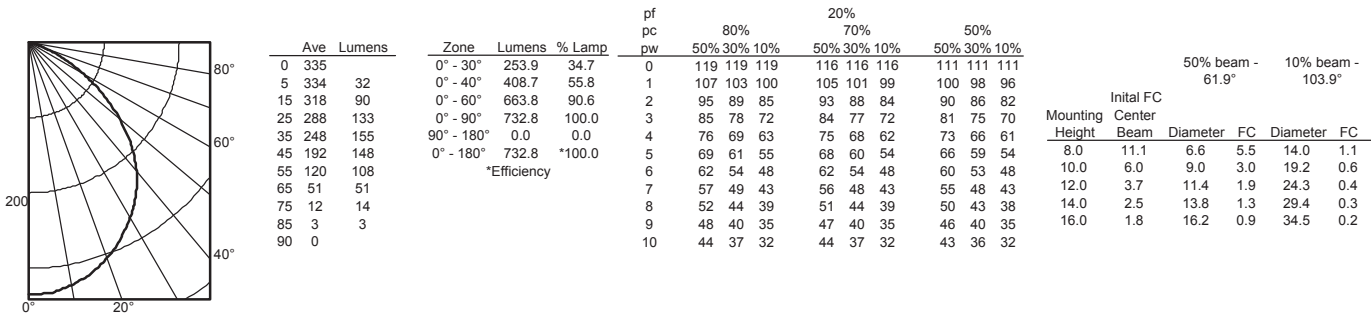 80°
60°
200
40°
0° 20°
Ave Lumens
0 335
5 334 32
15 318 90
25 288 133
35 248 155
45 192 148
55 120 108
65 51 51
75 12 14
85 3 3
90 0
Zone Lumens % Lamp
0° - 30° 253.9 34.7
0° - 40° 408.7 55.8
0° - 60° 663.8 90.6
0° - 90° 732.8 100.0
90° - 180° 0.0 0.0
0° - 180° 732.8 *100.0
*Efficiency
pf 20%
pc 80% 70% 50%
pw 50% 30% 10% 50% 30% 10% 50% 30% 10%
0 119 119 119 116 116 116 111 111 111
1 107 103 100 105 101 99 100 98 96
2 95 89 85 93 88 84 90 86 82
3 85 78 72 84 77 72 81 75 70
4 76 69 63 75 68 62 73 66 61
5 69 61 55 68 60 54 66 59 54
6 62 54 48 62 54 48 60 53 48
7 57 49 43 56 48 43 55 48 43
8 52 44 39 51 44 39 50 43 38
9 48 40 35 47 40 35 46 40 35
10 44 37 32 44 37 32 43 36 32
50% beam - 10% beam -
61.9° 103.9°
Inital FC
Mounting Center
Height Beam Diameter FC Diameter FC
8.0 11.1 6.6 5.5 14.0 1.1
10.0 6.0 9.0 3.0 19.2 0.6
12.0 3.7 11.4 1.9 24.3 0.4
14.0 2.5 13.8 1.3 29.4 0.3
16.0 1.8 16.2 0.9 34.5 0.2